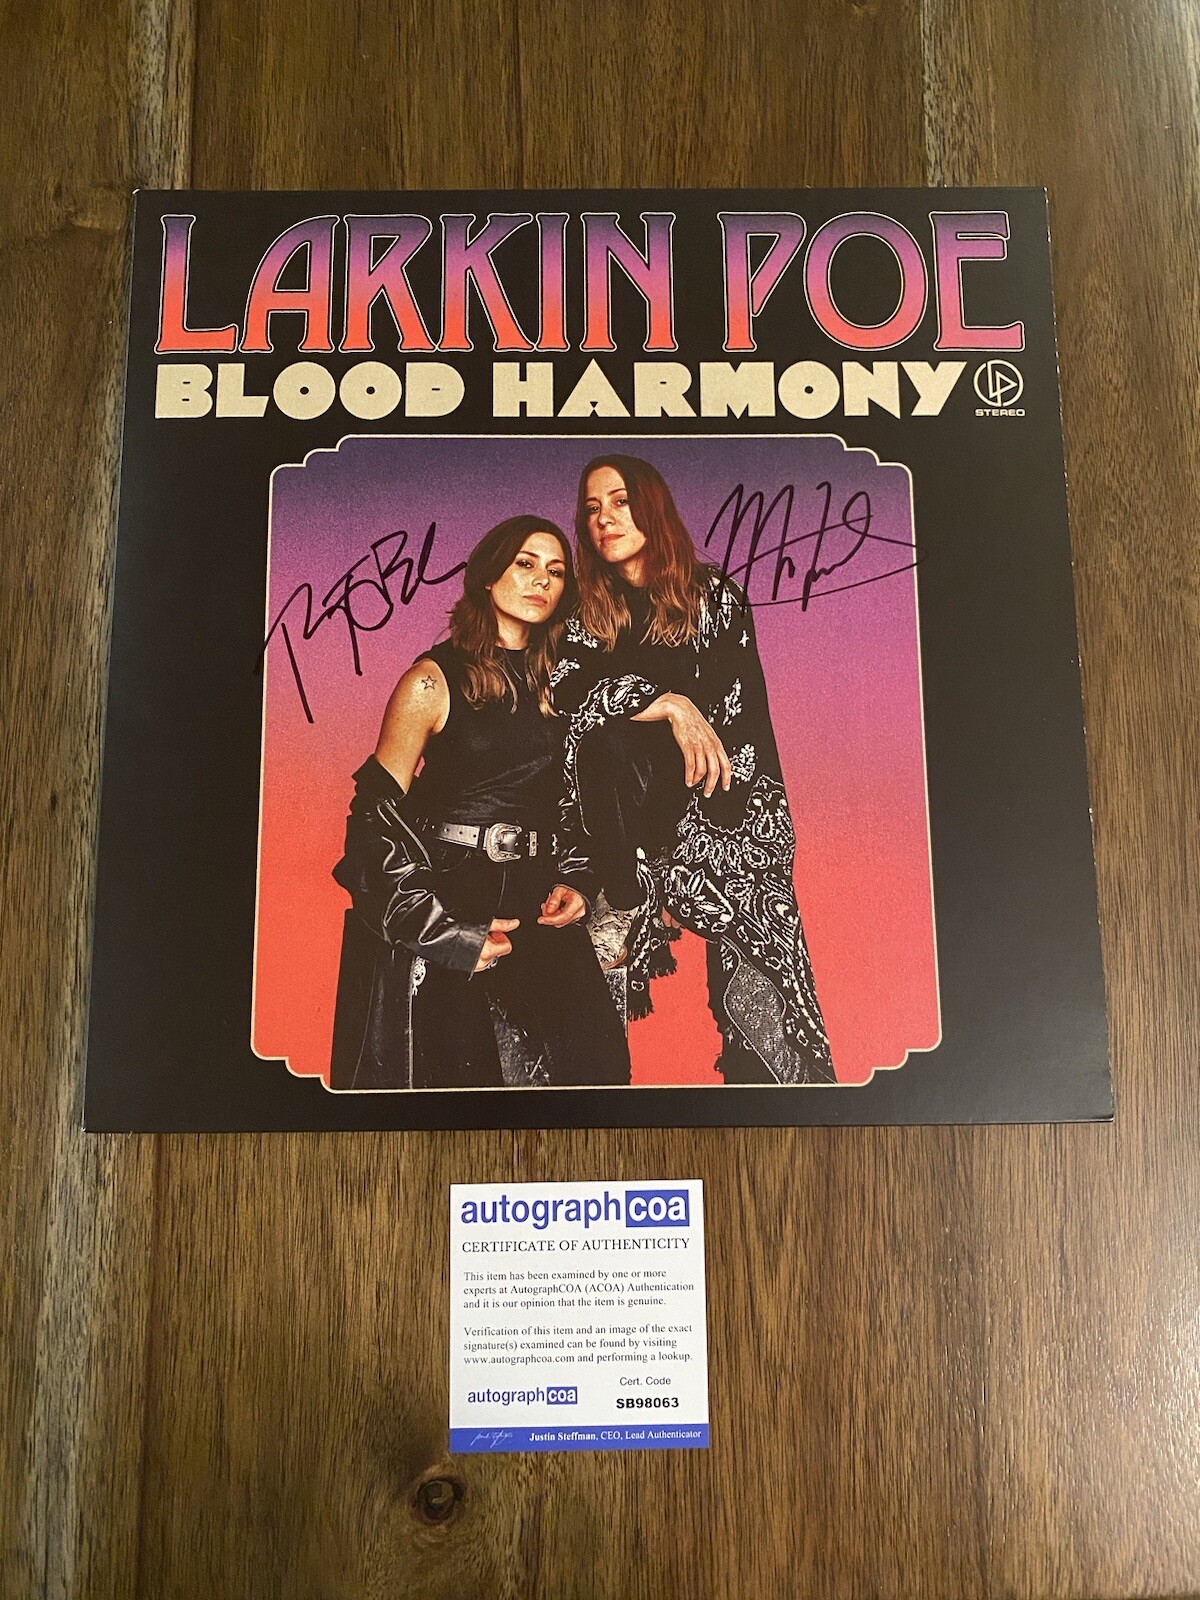 LARKIN POE
BLOOD HARMONY
LP
STEREO
autographcoa
CERTIFICATE OF AUTHENTICITY
This item has been examined by one or more
experts at AutographCOA (ACOA) Authentication
and it is our opinion that the item is genuine.
Verification of this item and an image of the exact
signature(s) examined can be found by visiting
www.autographcoa.com and performing a lookup.
Cert. Code
autographcoa
SB98063
Justin Steffman, CEO, Lead Authenticator